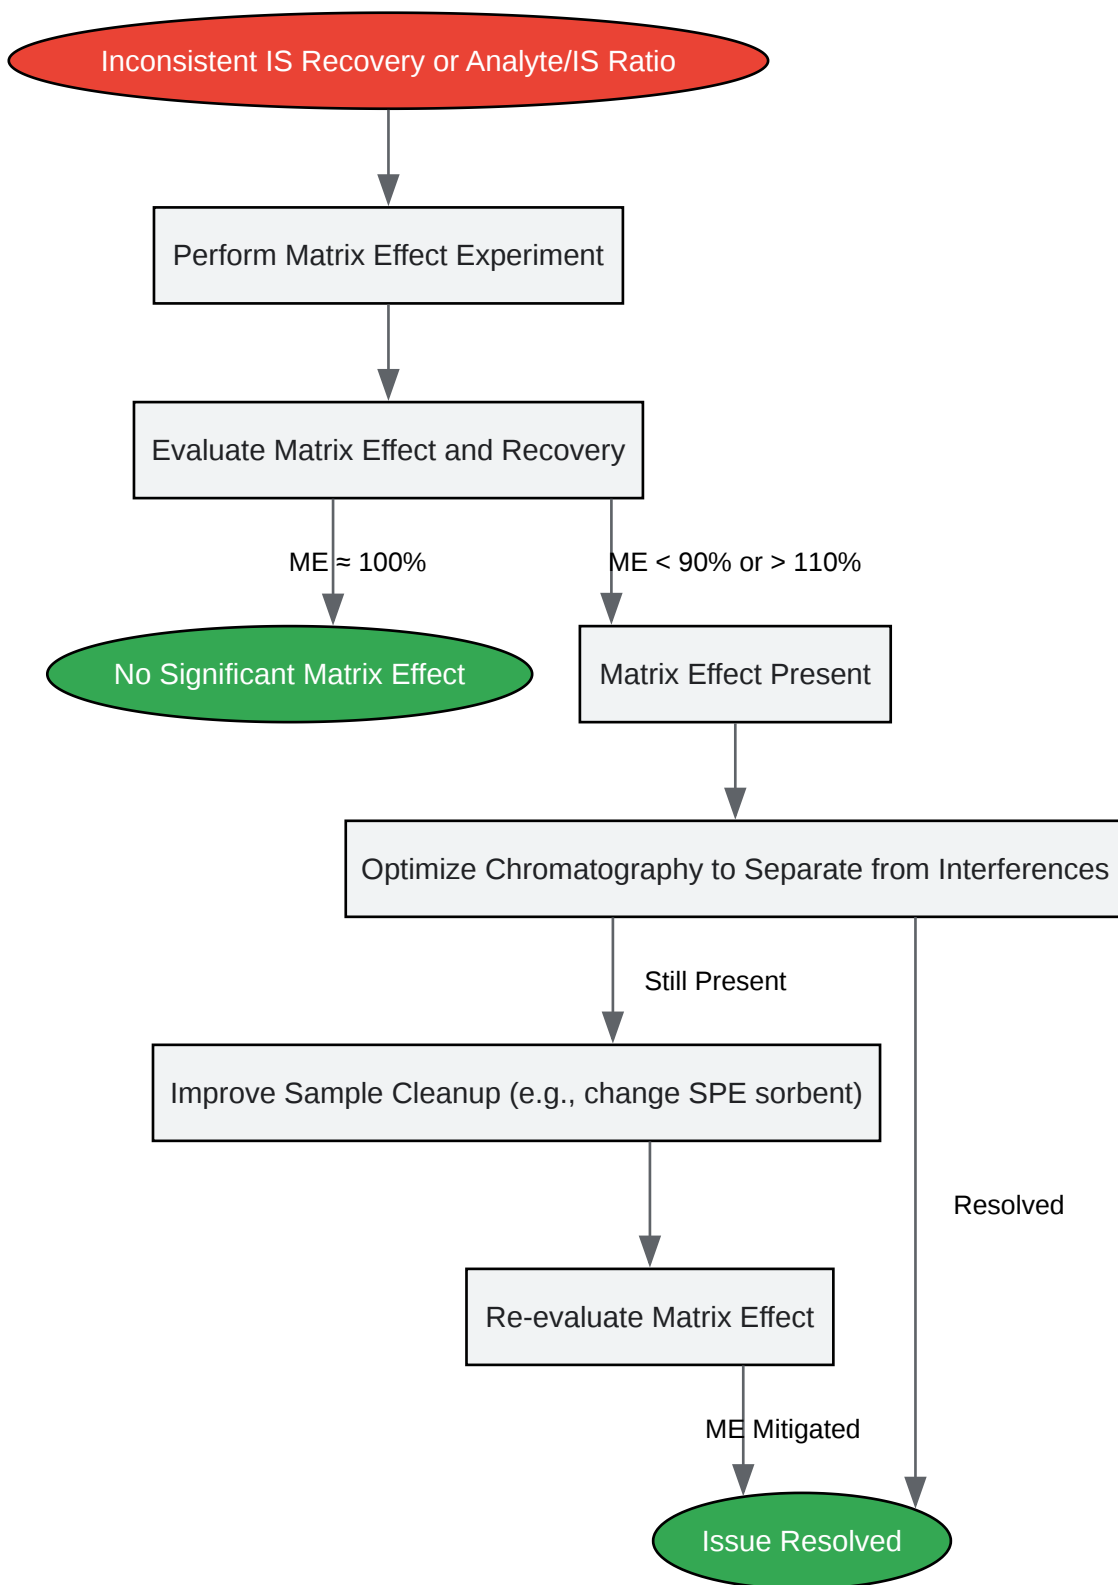 Inconsistent IS Recovery or Analyte/IS Ratio
Perform Matrix Effect Experiment
Evaluate Matrix Effect and Recovery
ME ≈ 100%
ME < 90% or > 110%
No Significant Matrix Effect
Matrix Effect Present
Optimize Chromatography to Separate from Interferences
Still Present
Improve Sample Cleanup (e.g., change SPE sorbent)
Resolved
Re-evaluate Matrix Effect
ME Mitigated
Issue Resolved